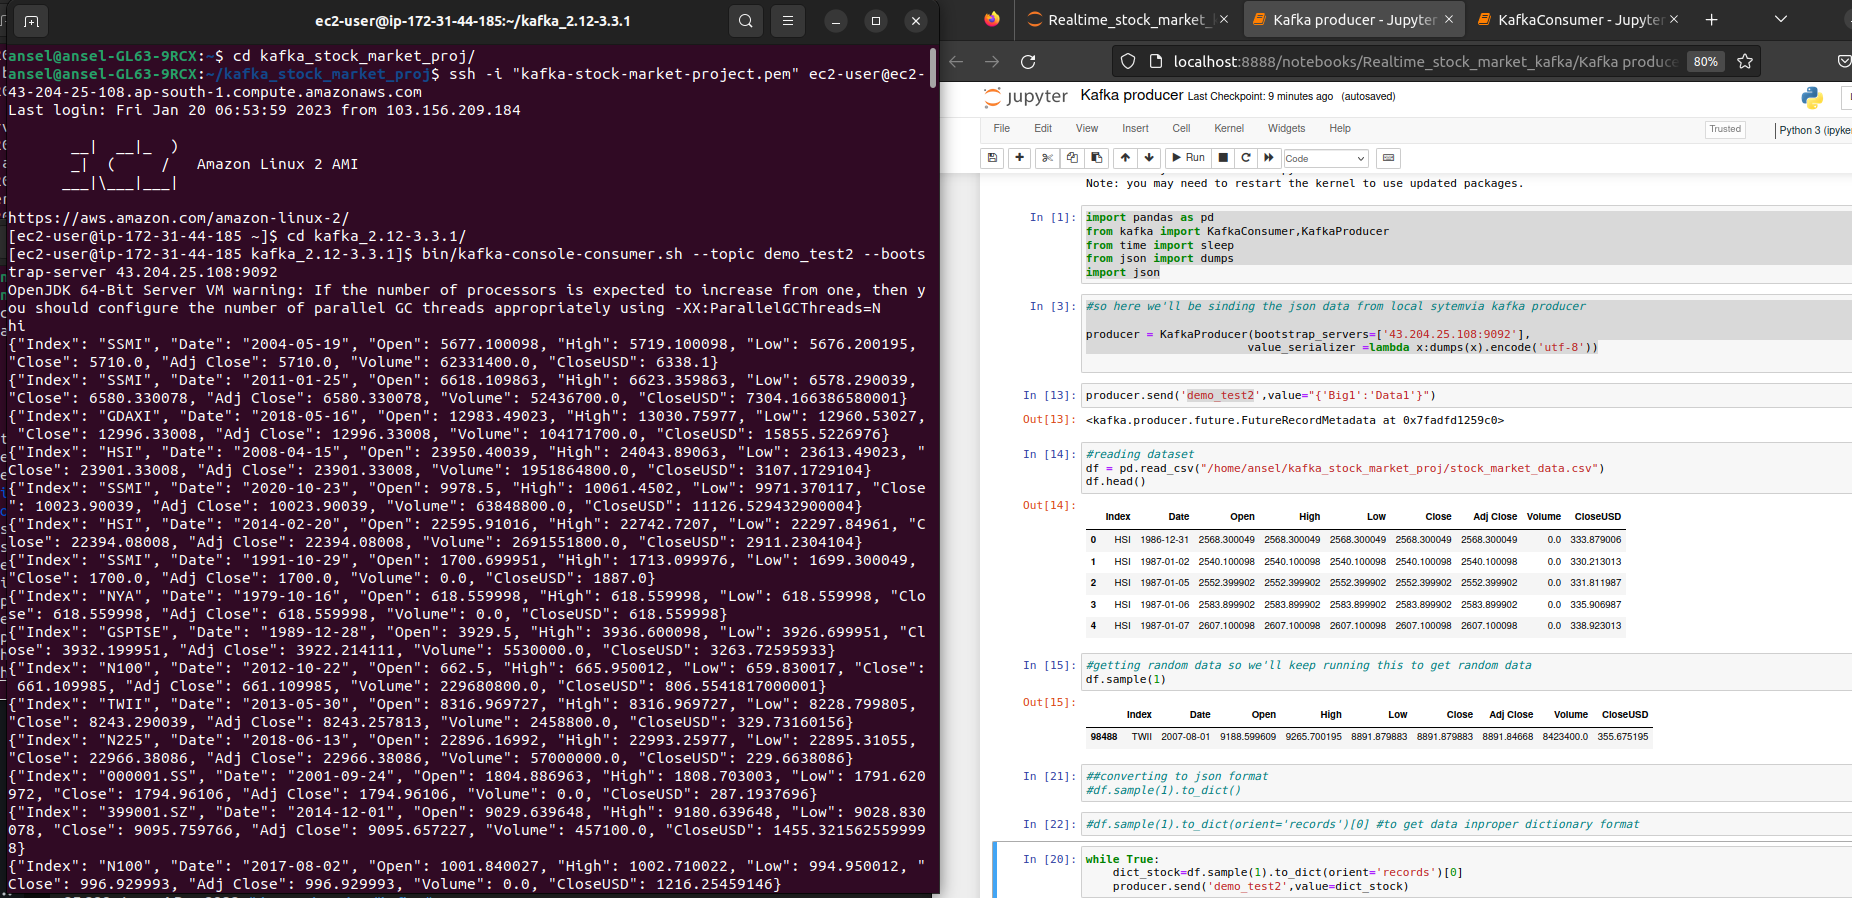 ec2-user@ip-172-31-44-185:~/kafka_2.12-3.3.1
ansel@ansel-GL63-9RCX:~$ cd kafka_stock_market_proj/
ansel@ansel-GL63-9RCX:~/kafka_stock_market_proj$ ssh -i "kafka-stock-market-project.pem" ec2-user@ec2-
43-204-25-108.ap-south-1.compute.amazonaws.com
Last login: Fri Jan 20 06:53:59 2023 from 103.156.209.184
__| __|_ )
_| ( / Amazon Linux 2 AMI
___|\___|___|
https://aws.amazon.com/amazon-linux-2/
[ec2-user@ip-172-31-44-185 ~]$ cd kafka_2.12-3.3.1/
[ec2-user@ip-172-31-44-185 kafka_2.12-3.3.1]$ bin/kafka-console-consumer.sh --topic demo_test2 --boots
trap-server 43.204.25.108:9092
OpenJDK 64-Bit Server VM warning: If the number of processors is expected to increase from one, then y
ou should configure the number of parallel GC threads appropriately using -XX:ParallelGCThreads=N
hi
{"Index": "SSMI", "Date": "2004-05-19", "Open": 5677.100098, "High": 5719.100098, "Low": 5676.200195,
"Close": 5710.0, "Adj Close": 5710.0, "Volume": 62331400.0, "CloseUSD": 6338.1}
{"Index": "SSMI", "Date": "2011-01-25", "Open": 6618.109863, "High": 6623.359863, "Low": 6578.290039,
"Close": 6580.330078, "Adj Close": 6580.330078, "Volume": 52436700.0, "CloseUSD": 7304.166386580001}
{"Index": "GDAXI", "Date": "2018-05-16", "Open": 12983.49023, "High": 13030.75977, "Low": 12960.53027,
"Close": 12996.33008, "Adj Close": 12996.33008, "Volume": 104171700.0, "CloseUSD": 15855.5226976}
{"Index": "HSI", "Date": "2008-04-15", "Open": 23950.40039, "High": 24043.89063, "Low": 23613.49023, "
Close": 23901.33008, "Adj Close": 23901.33008, "Volume": 1951864800.0, "CloseUSD": 3107.1729104}
{"Index": "SSMI", "Date": "2020-10-23", "Open": 9978.5, "High": 10061.4502, "Low": 9971.370117, "Close
": 10023.90039, "Adj Close": 10023.90039, "Volume": 63848800.0, "CloseUSD": 11126.529432900004}
{"Index": "HSI", "Date": "2014-02-20", "Open": 22595.91016, "High": 22742.7207, "Low": 22297.84961, "C
lose": 22394.08008, "Adj Close": 22394.08008, "Volume": 2691551800.0, "CloseUSD": 2911.2304104}
{"Index": "SSMI", "Date": "1991-10-29", "Open": 1700.699951, "High": 1713.099976, "Low": 1699.300049,
"Close": 1700.0, "Adj Close": 1700.0, "Volume": 0.0, "CloseUSD": 1887.0}
{"Index": "NYA", "Date": "1979-10-16", "Open": 618.559998, "High": 618.559998, "Low": 618.559998, "Clo
se": 618.559998, "Adj Close": 618.559998, "Volume": 0.0, "CloseUSD": 618.559998}
{"Index": "GSPTSE", "Date": "1989-12-28", "Open": 3929.5, "High": 3936.600098, "Low": 3926.699951, "Cl
ose": 3932.199951, "Adj Close": 3922.214111, "Volume": 5530000.0, "CloseUSD": 3263.72595933}
{"Index": "N100", "Date": "2012-10-22", "Open": 662.5, "High": 665.950012, "Low": 659.830017, "Close":
661.109985, "Adj Close": 661.109985, "Volume": 229680800.0, "CloseUSD": 806.5541817000001}
{"Index": "TWII", "Date": "2013-05-30", "Open": 8316.969727, "High": 8316.969727, "Low": 8228.799805,
"Close": 8243.290039, "Adj Close": 8243.257813, "Volume": 2458800.0, "CloseUSD": 329.73160156}
{"Index": "N225", "Date": "2018-06-13", "Open": 22896.16992, "High": 22993.25977, "Low": 22895.31055,
"Close": 22966.38086, "Adj Close": 22966.38086, "Volume": 57000000.0, "CloseUSD": 229.6638086}
{"Index": "000001.SS", "Date": "2001-09-24", "Open": 1804.886963, "High": 1808.703003, "Low": 1791.620
972, "Close": 1794.96106, "Adj Close": 1794.96106, "Volume": 0.0, "CloseUSD": 287.1937696}
{"Index": "399001.SZ", "Date": "2014-12-01", "Open": 9029.639648, "High": 9180.639648, "Low": 9028.830
078, "Close": 9095.759766, "Adj Close": 9095.657227, "Volume": 457100.0, "CloseUSD": 1455.321562559999
8}
{"Index": "N100", "Date": "2017-08-02", "Open": 1001.840027, "High": 1002.710022, "Low": 994.950012, "
Close": 996.929993, "Adj Close": 996.929993, "Volume": 0.0, "CloseUSD": 1216.25459146}
Realtime_stock_market_ Kafka producer - Jupyter KafkaConsumer - Jupyter
localhost:8888/notebooks/Realtime_stock_market_kafka/Kafka produce 80%
jupyter Kafka producer Last Checkpoint: 9 minutes ago (autosaved)
File Edit View Insert Cell Kernel Widgets Help Trusted Python 3 (ipyke
Run Code
Note: you may need to restart the kernel to use updated packages.
In [1]: import pandas as pd
from kafka import KafkaConsumer,KafkaProducer
from time import sleep
from json import dumps
import json
In [3]: #so here we'll be sinding the json data from local sytemvia kafka producer
producer = KafkaProducer(bootstrap_servers=['43.204.25.108:9092'],
value_serializer =lambda x:dumps(x).encode('utf-8'))
In [13]: producer.send('demo_test2',value="{'Big1':'Data1'}")
Out[13]: <kafka.producer.future.FutureRecordMetadata at 0x7fadfd1259c0>
In [14]: #reading dataset
df = pd.read_csv("/home/ansel/kafka_stock_market_proj/stock_market_data.csv")
df.head()
Out[14]:
Index Date Open High Low Close Adj Close Volume CloseUSD
0 HSI 1986-12-31 2568.300049 2568.300049 2568.300049 2568.300049 2568.300049 0.0 333.879006
1 HSI 1987-01-02 2540.100098 2540.100098 2540.100098 2540.100098 2540.100098 0.0 330.213013
2 HSI 1987-01-05 2552.399902 2552.399902 2552.399902 2552.399902 2552.399902 0.0 331.811987
3 HSI 1987-01-06 2583.899902 2583.899902 2583.899902 2583.899902 2583.899902 0.0 335.906987
4 HSI 1987-01-07 2607.100098 2607.100098 2607.100098 2607.100098 2607.100098 0.0 338.923013
In [15]: #getting random data so we'll keep running this to get random data
df.sample(1)
Out[15]:
Index Date Open High Low Close Adj Close Volume CloseUSD
98488 TWII 2007-08-01 9188.599609 9265.700195 8891.879883 8891.879883 8891.84668 8423400.0 355.675195
In [21]: ##converting to json format
#df.sample(1).to_dict()
In [22]: #df.sample(1).to_dict(orient='records')[0] #to get data inproper dictionary format
In [20]: while True:
dict_stock=df.sample(1).to_dict(orient='records')[0]
producer.send('demo_test2',value=dict_stock)